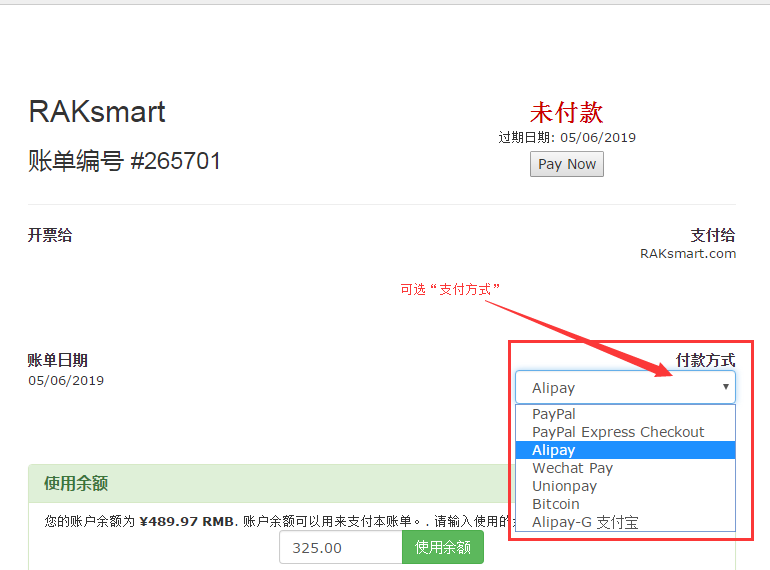 RAKsmart
未付款
过期日期: 05/06/2019
账单编号 #265701
Pay Now
开票给
支付给
RAKsmart.com
可选“支付方式”
账单日期
付款方式
05/06/2019
Alipay
PayPal
PayPal Express Checkout
Alipay
Wechat Pay
Unionpay
Bitcoin
Alipay-G 支付宝
使用余额
您的账户余额为 ¥489.97 RMB. 账户余额可以用来支付本账单。. 请输入使用的
325.00
使用余额